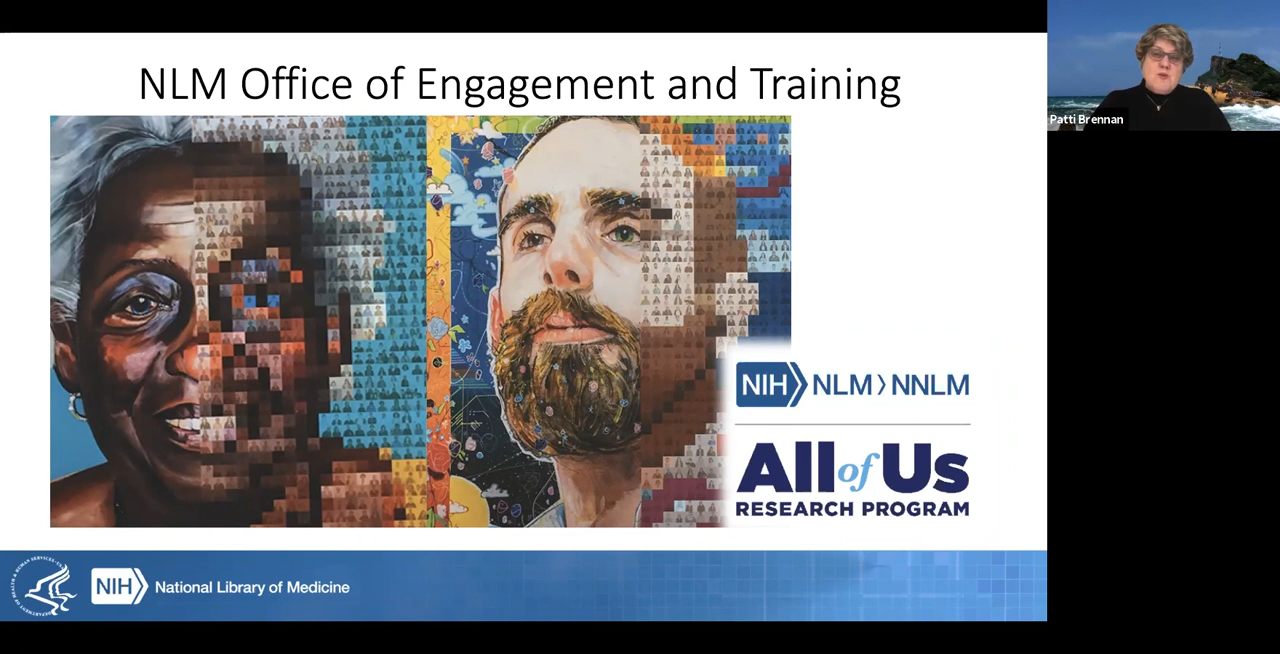 NLM Office of Engagement and Training
Patti Brennan
NIH NLM NNLM
All of Us
RESEARCH PROGRAM
NIH National Library of Medicine